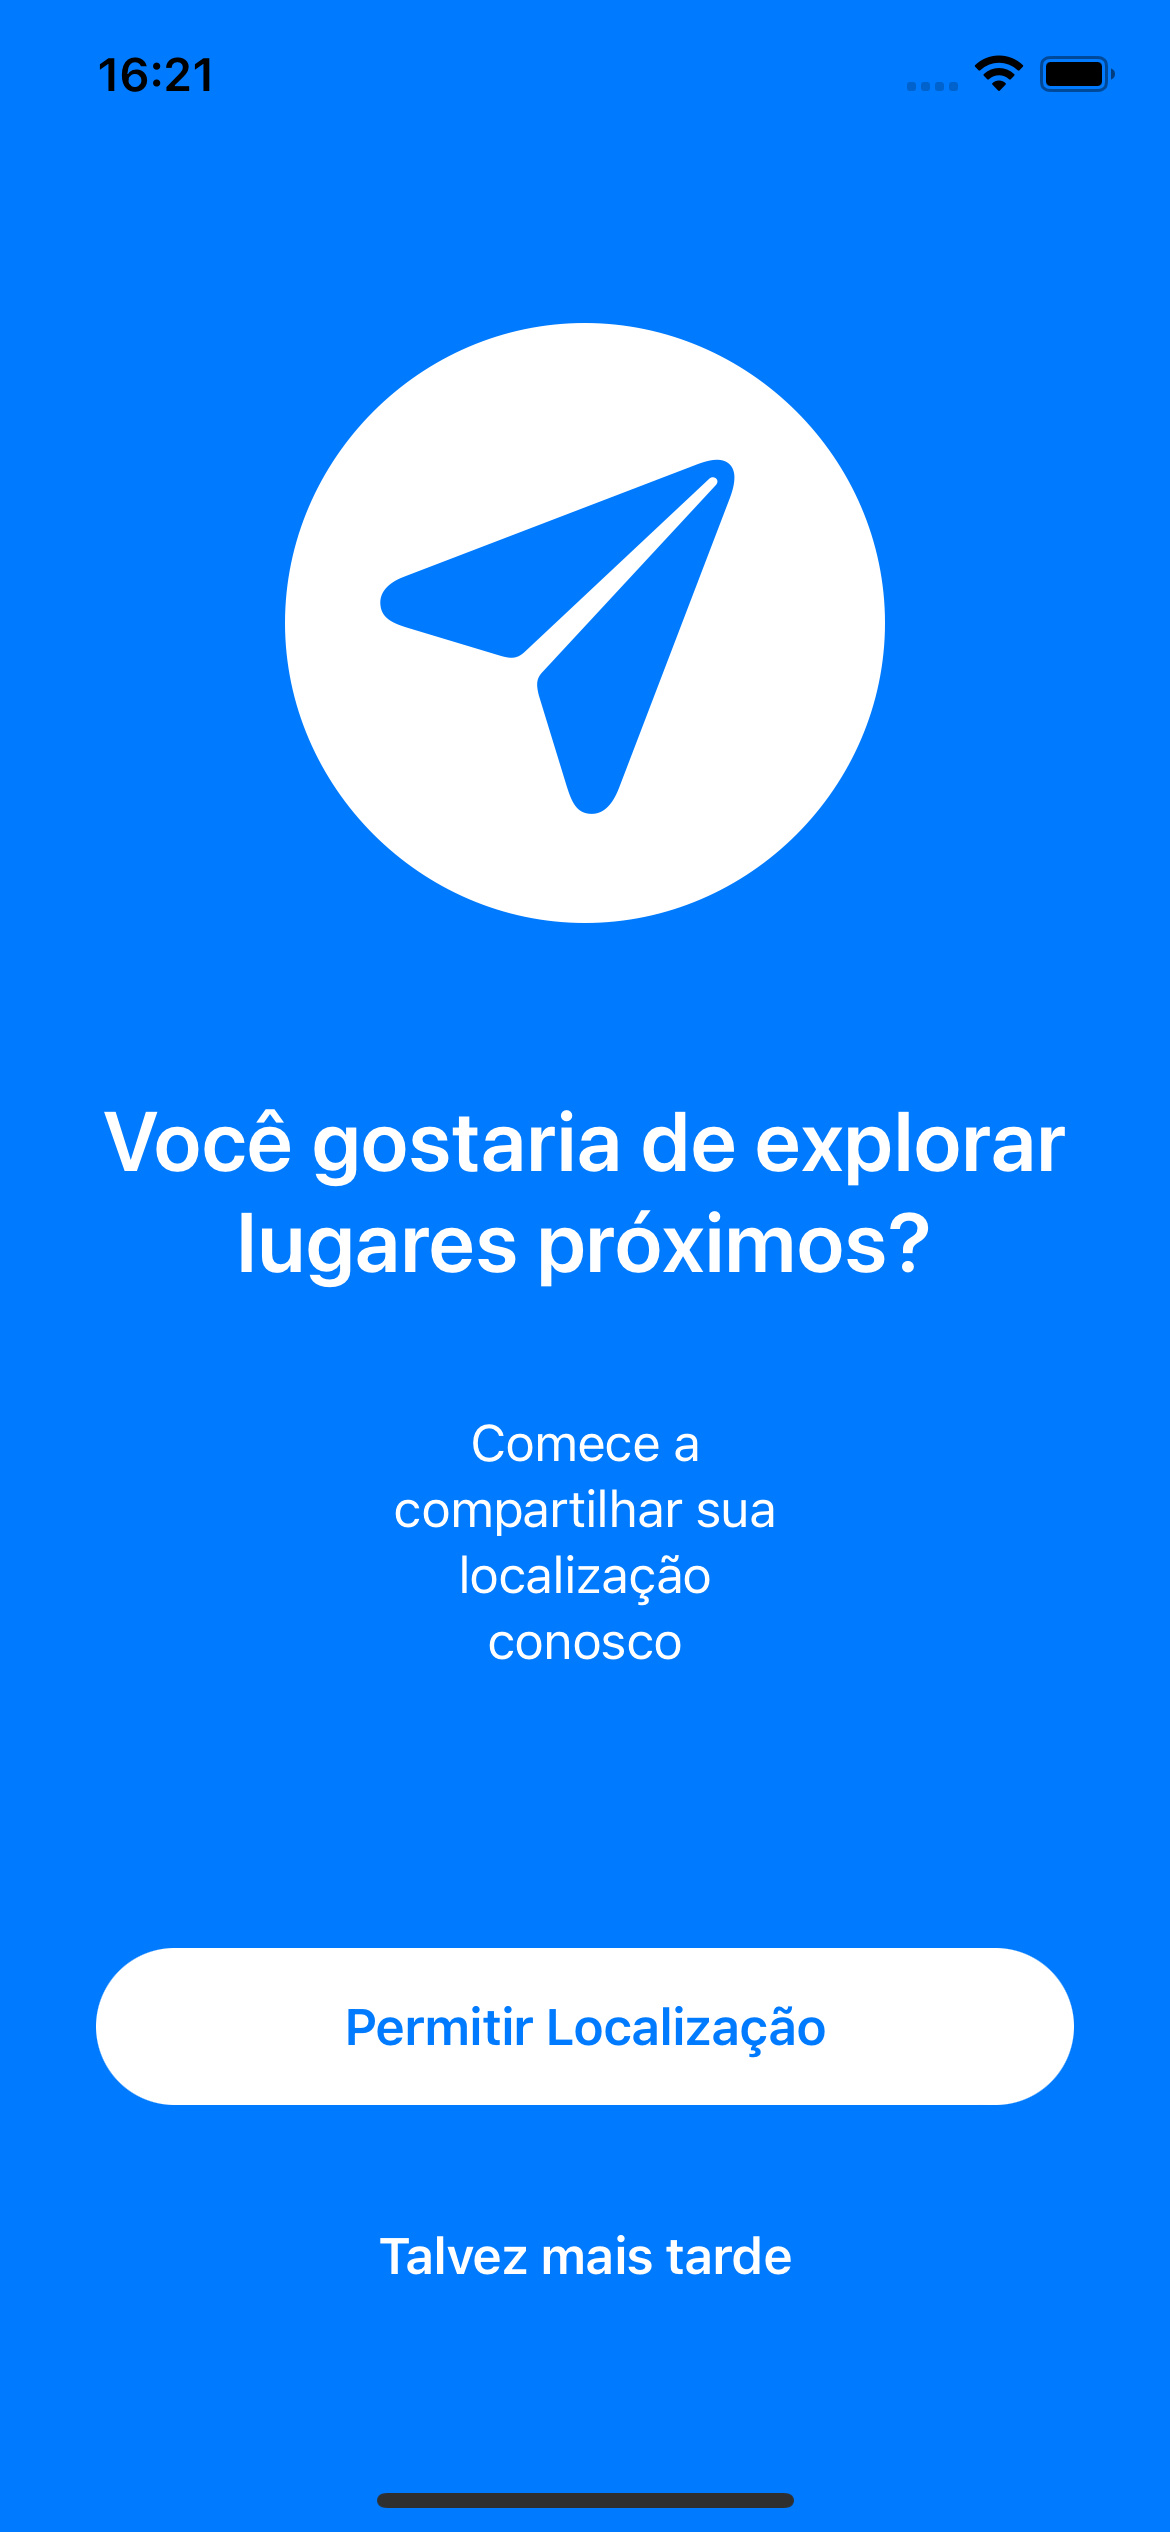 16:21
Você gostaria de explorar
lugares próximos?
Comece a
compartilhar sua
localização
conosco
Permitir Localização
Talvez mais tarde